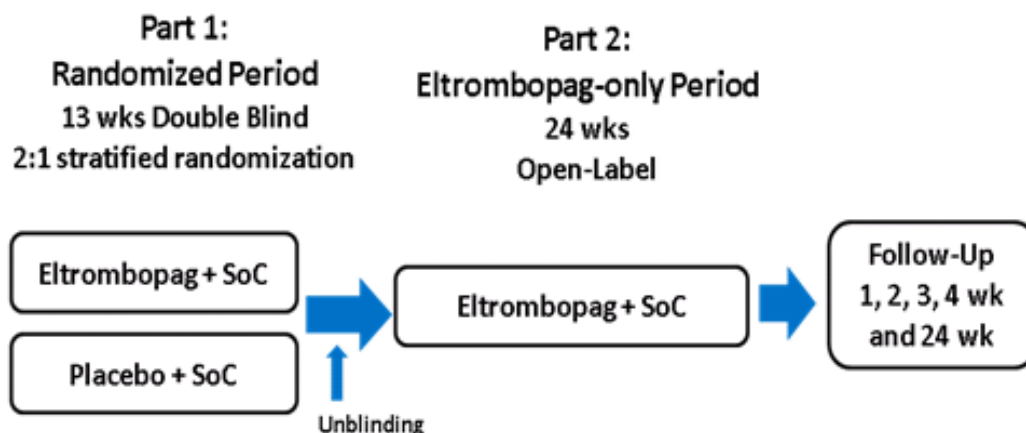 Part 1:
Randomized Period
13 wks Double Blind
2:1 stratified randomization
Part 2:
Eltrombopag-only Period
24 wks
Open-Label
Eltrombopag + SoC
Placebo + SoC
Unblinding
Eltrombopag + SoC
Follow-Up
1, 2, 3, 4 wk
and 24 wk